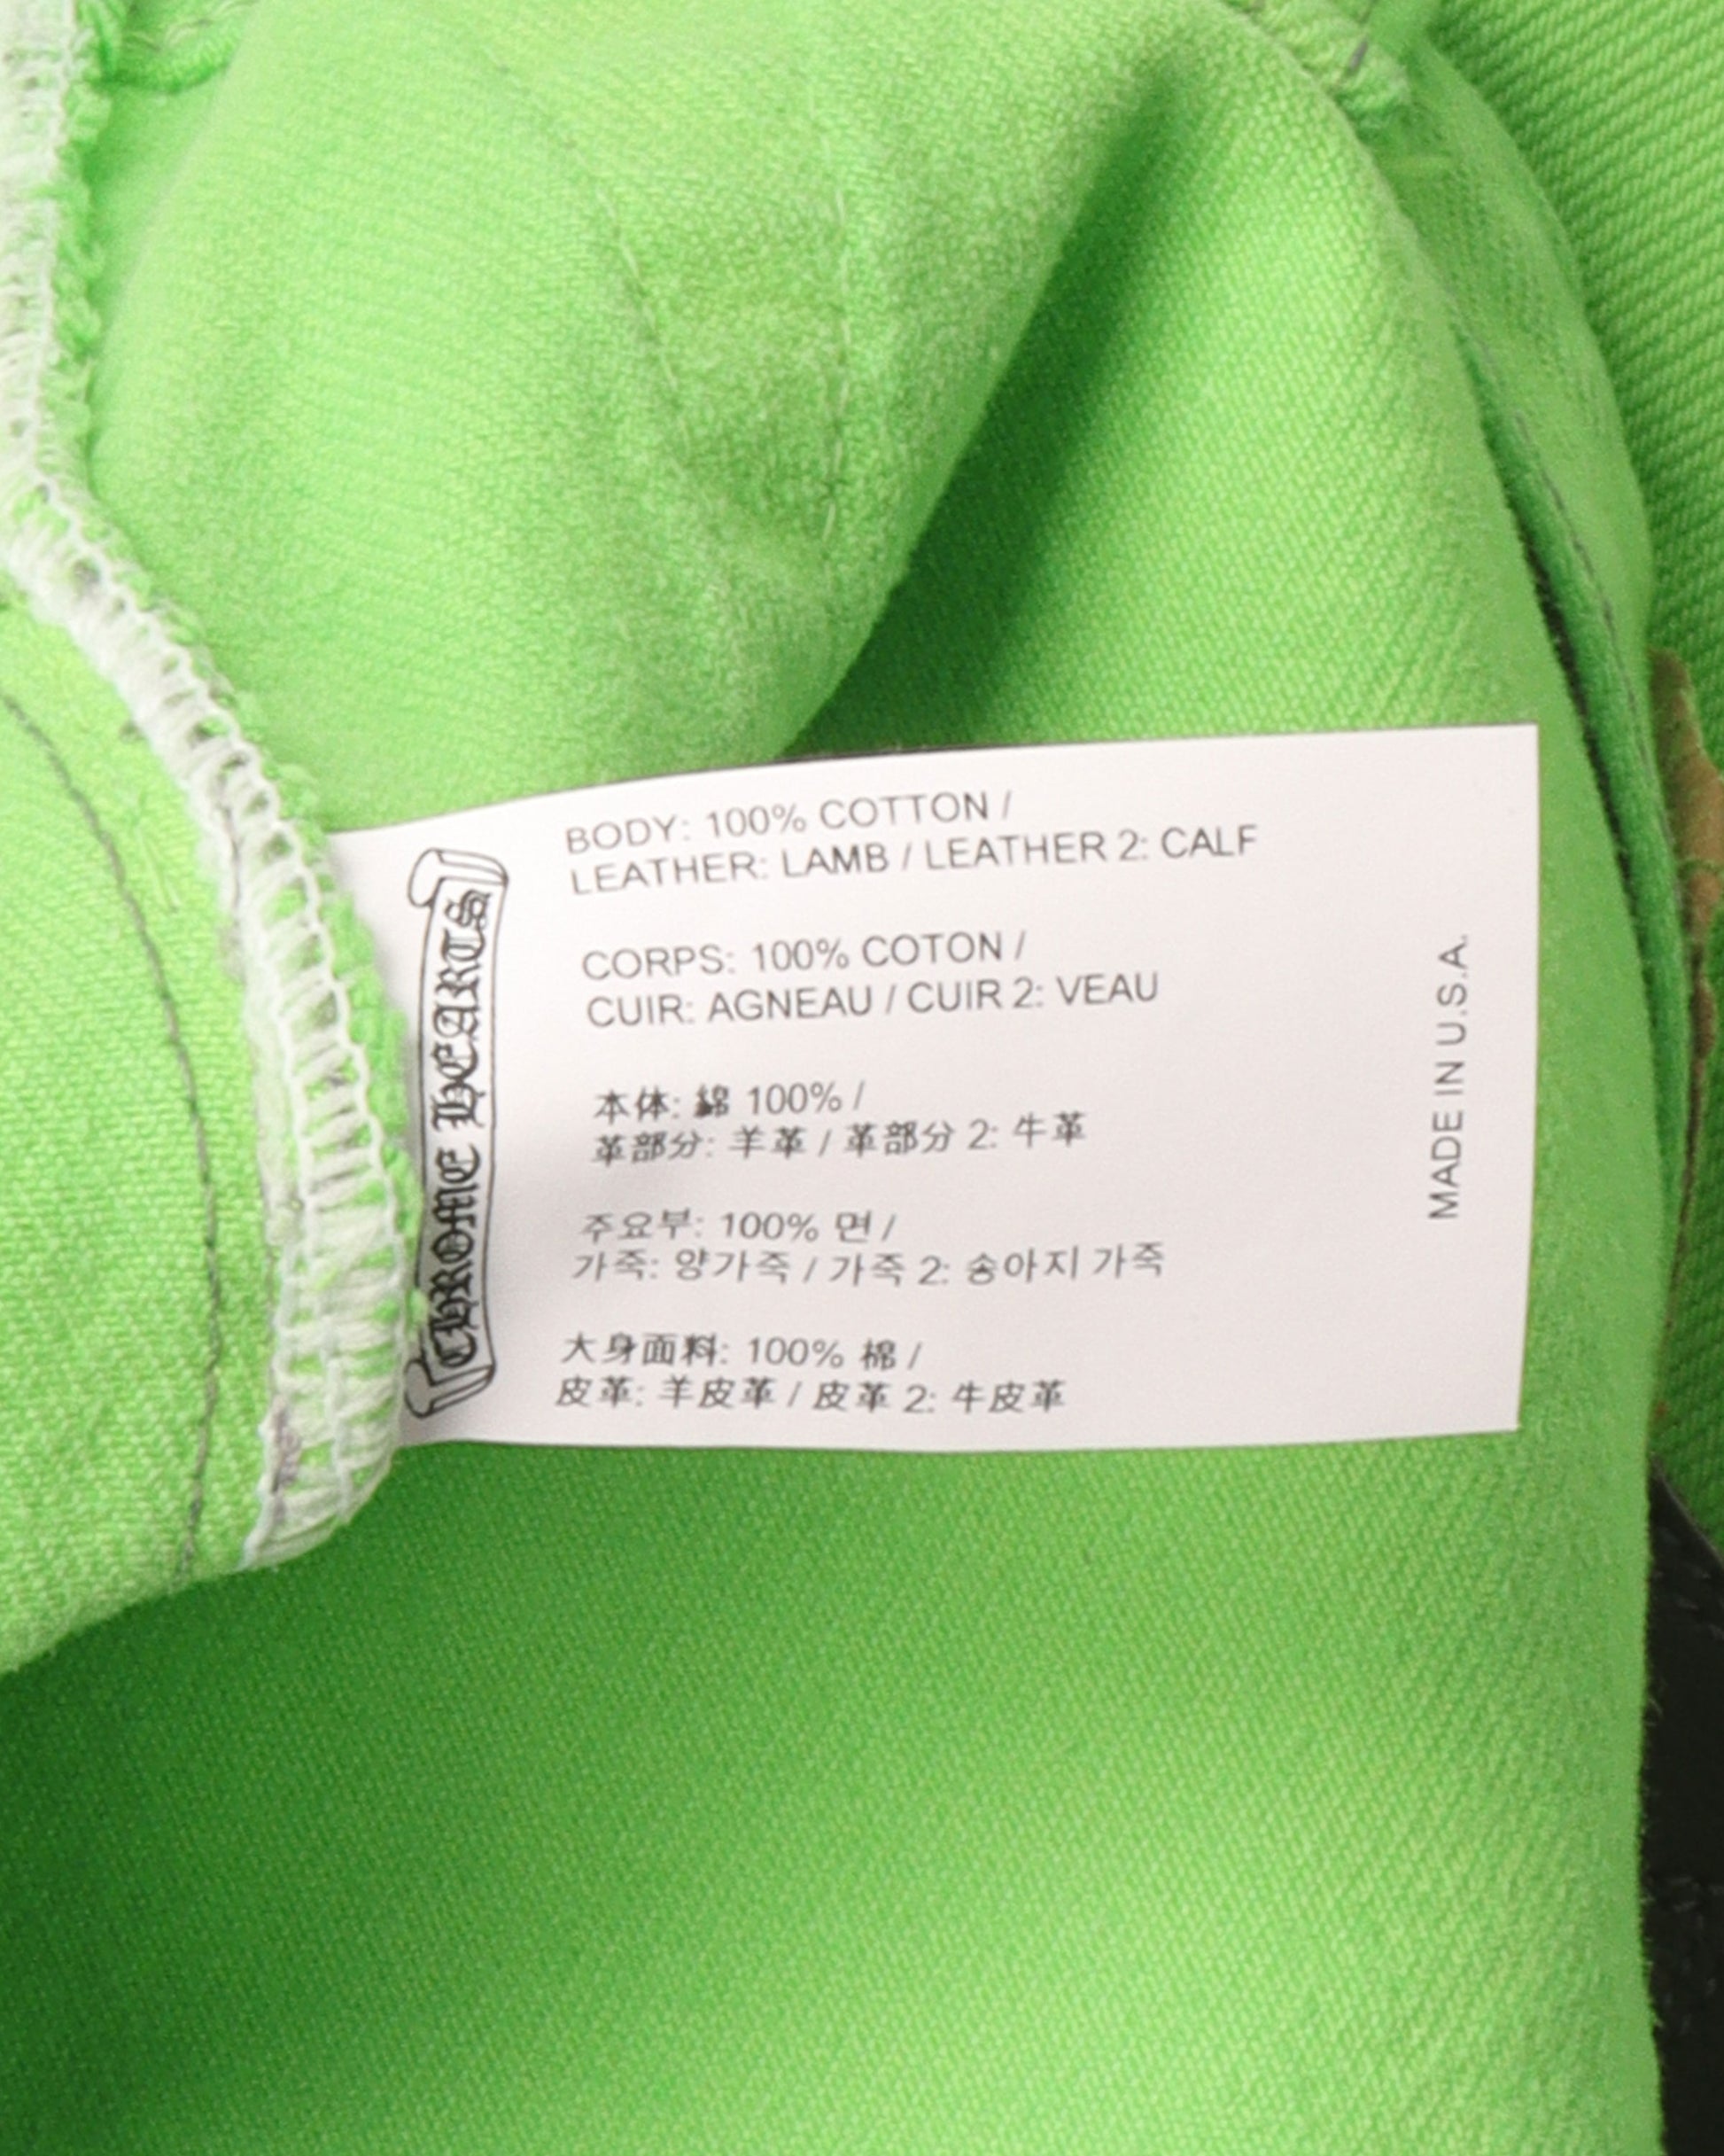 CHROME HEARTS
BODY: 100% COTTON /
LEATHER: LAMB / LEATHER 2: CALF
CORPS: 100% COTON /
CUIR: AGNEAU / CUIR 2: VEAU
本体: 綿 100% /
革部分: 羊革 / 革部分 2: 牛革
주요부: 100% 면 /
가죽: 양가죽 / 가죽 2: 송아지 가죽
大身面料: 100% 棉 /
皮革: 羊皮革 / 皮革 2: 牛皮革
MADE IN U.S.A.